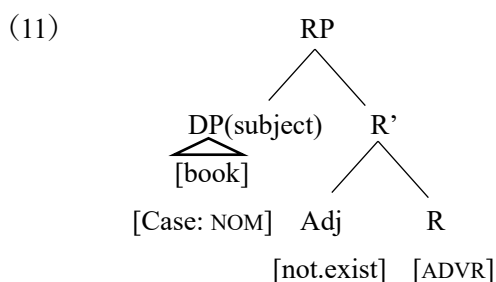 (11) RP
DP(subject) R’
[book]
[Case: NOM] Adj R
[not.exist] [ADVR]